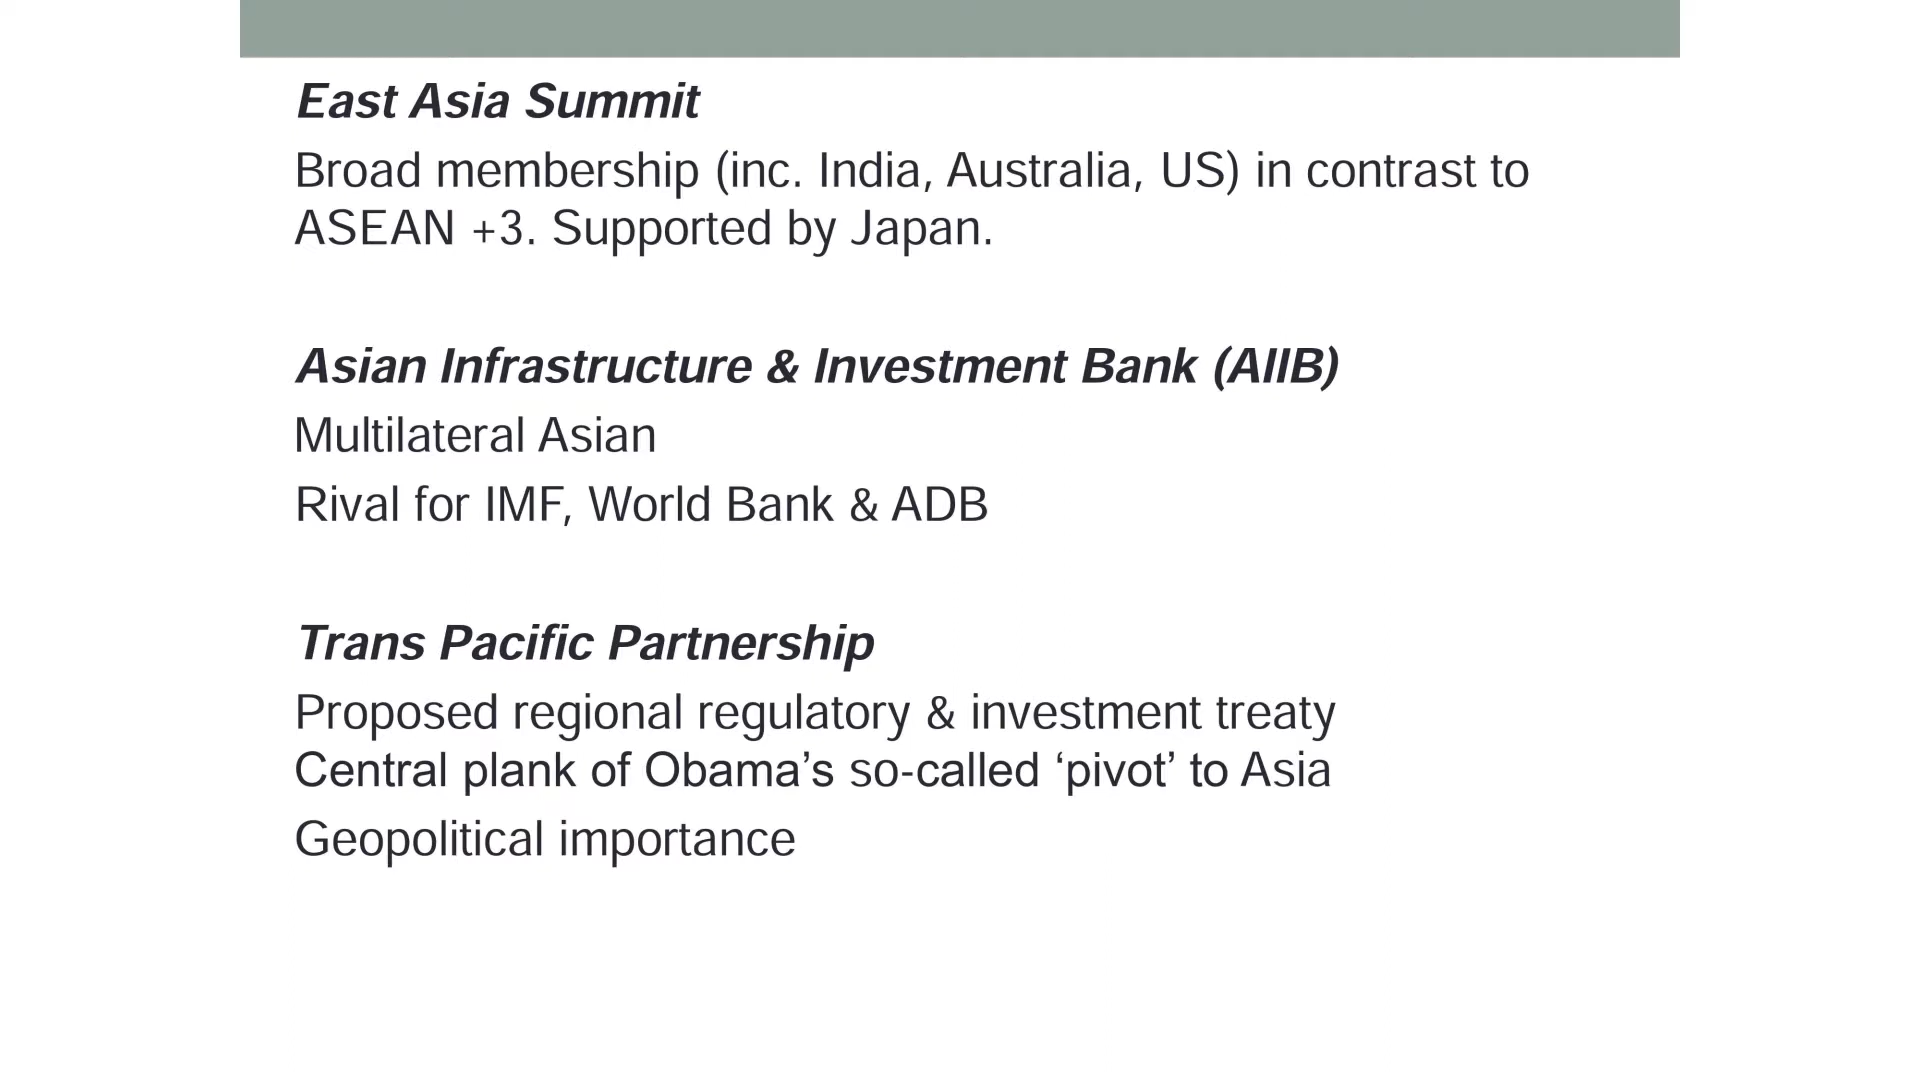 East Asia Summit
Broad membership (inc. India, Australia, US) in contrast to
ASEAN +3. Supported by Japan.
Asian Infrastructure & Investment Bank (AIIB)
Multilateral Asian
Rival for IMF, World Bank & ADB
Trans Pacific Partnership
Proposed regional regulatory & investment treaty
Central plank of Obama’s so-called ‘pivot’ to Asia
Geopolitical importance